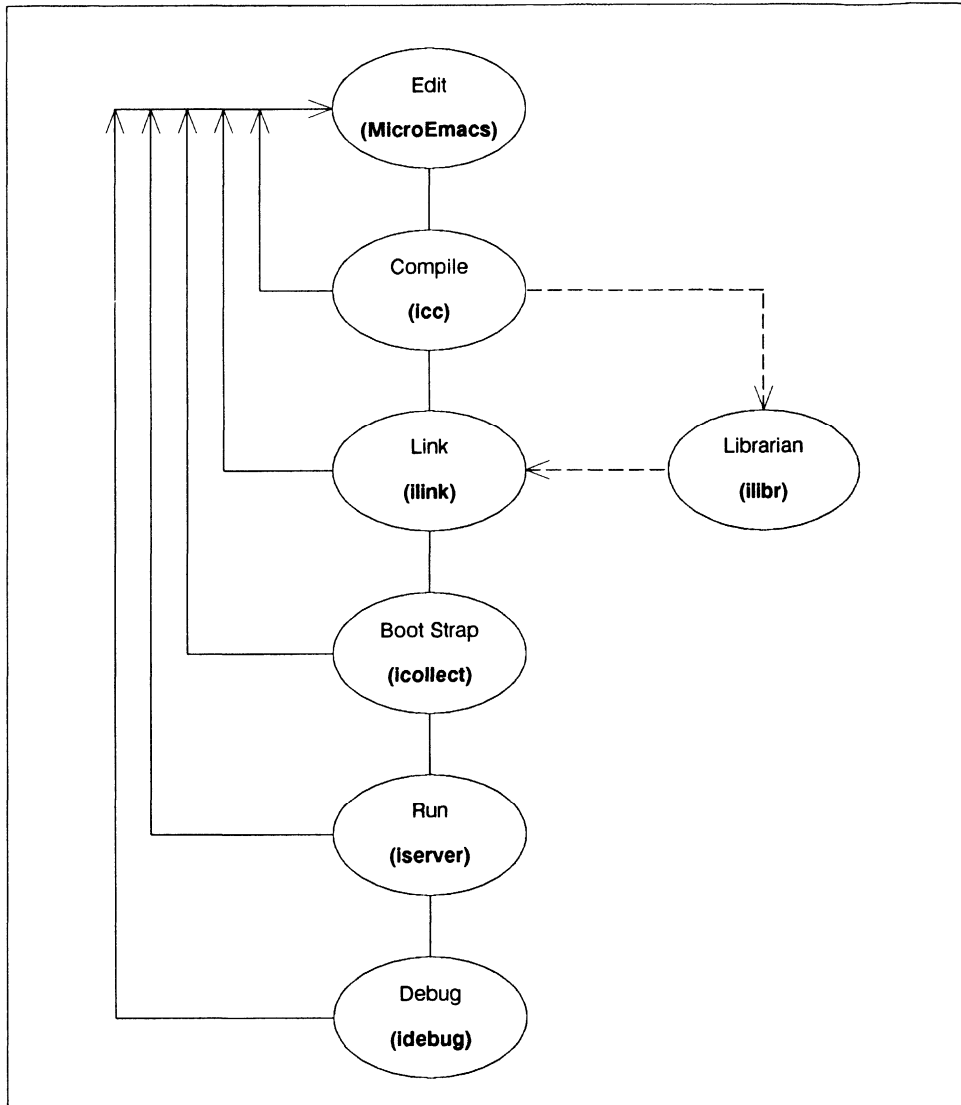 Edit
(MicroEmacs)
Compile
(icc)
Link
(ilink)
Librarian
(ilibr)
Boot Strap
(icollect)
Run
(iserver)
Debug
(idebug)